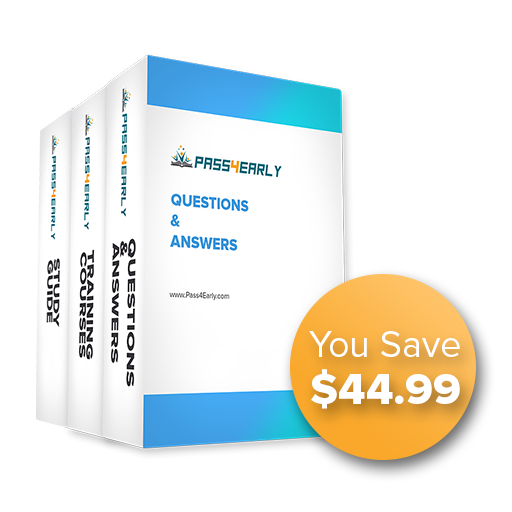 PASS4EARLY
STUDY
GUIDE
PASS4EARLY
TRAINING
COURSES
PASS4EARLY
QUESTIONS
& ANSWERS
PASS4EARLY
QUESTIONS
&
ANSWERS
www.Pass4Early.com
You Save
$44.99